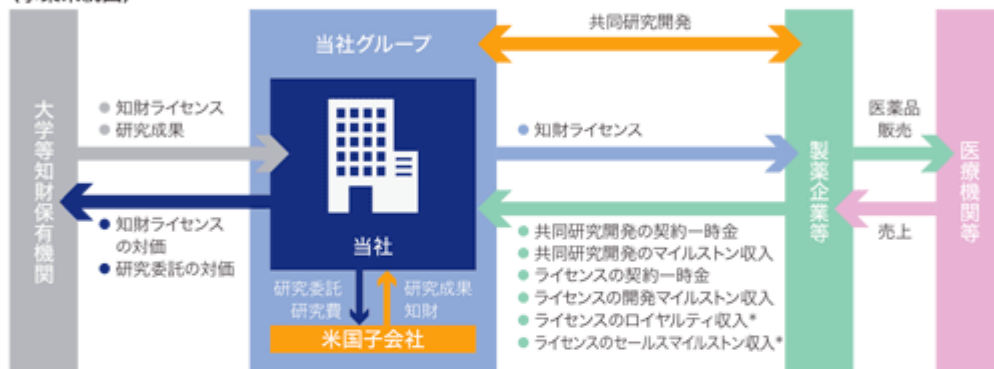 大学等知財保有機関
知財ライセンス
研究成果
知財ライセンス
の対価
研究委託の対価
当社グループ
当社
研究委託
研究費
研究成果
知財
米国子会社
共同研究開発
知財ライセンス
共同研究開発の契約一時金
共同研究開発のマイルストン収入
ライセンスの契約一時金
ライセンスの開発マイルストン収入
ライセンスのロイヤルティ収入*
ライセンスのセールスマイルストン収入*
製薬企業等
医薬品
販売
売上
医療機関等